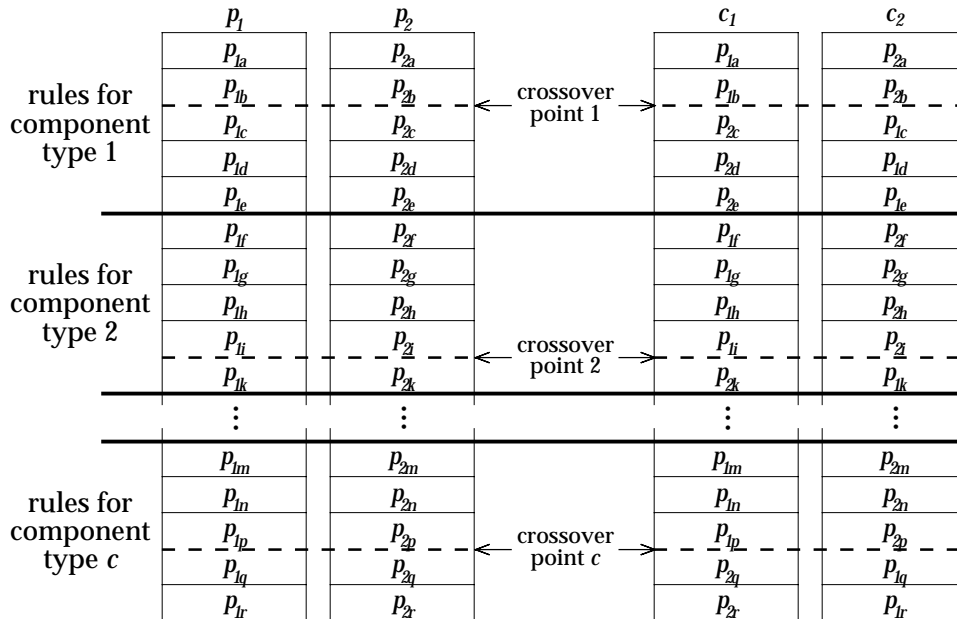 p1 p2 c1 c2
p1a p2a p1a p2a
p1b p2b p1b p2b
p1c p2c p2c p1c
p1d p2d p2d p1d
p1e p2e p2e p1e
rules for
component
type 1
crossover
point 1
p1f p2f p1f p2f
p1g p2g p1g p2g
p1h p2h p1h p2h
p1i p2i p1i p2i
p1k p2k p2k p1k
rules for
component
type 2
crossover
point 2
⋮ ⋮ ⋮ ⋮
p1m p2m p1m p2m
p1n p2n p1n p2n
p1p p2p p1p p2p
p1q p2q p2q p1q
p1r p2r p2r p1r
rules for
component
type c
crossover
point c